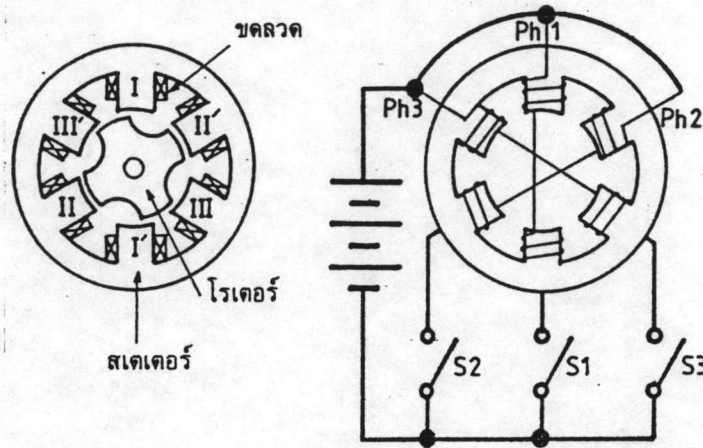 ขดลวด
I
II′
III
I′
II
III′
โรเตอร์
สเตเตอร์
Ph1
Ph2
Ph3
S2
S1
S3